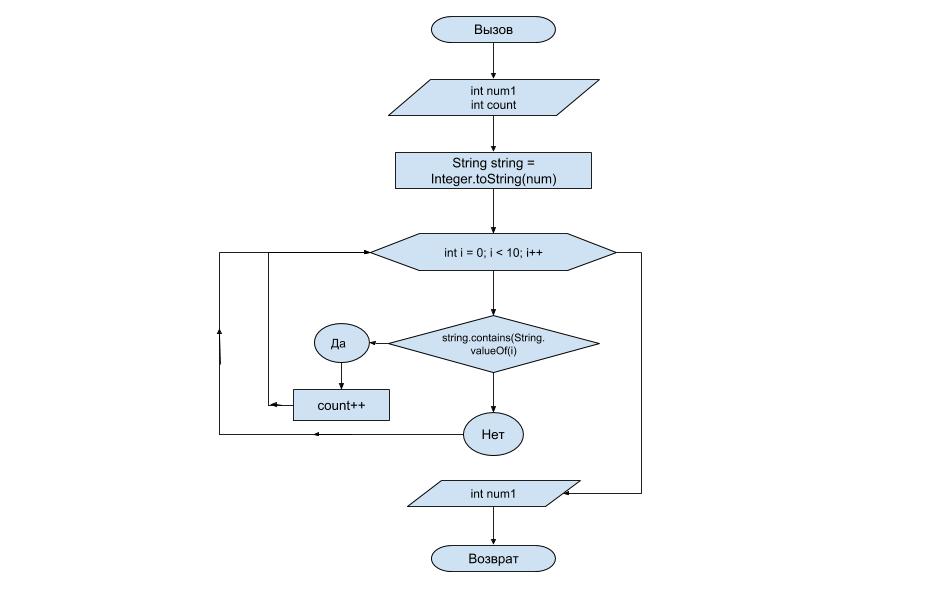 Вызов
int num1
int count
String string =
Integer.toString(num)
int i = 0; i < 10; i++
string.contains(String.
valueOf(i)
Да
count++
Нет
int num1
Возврат